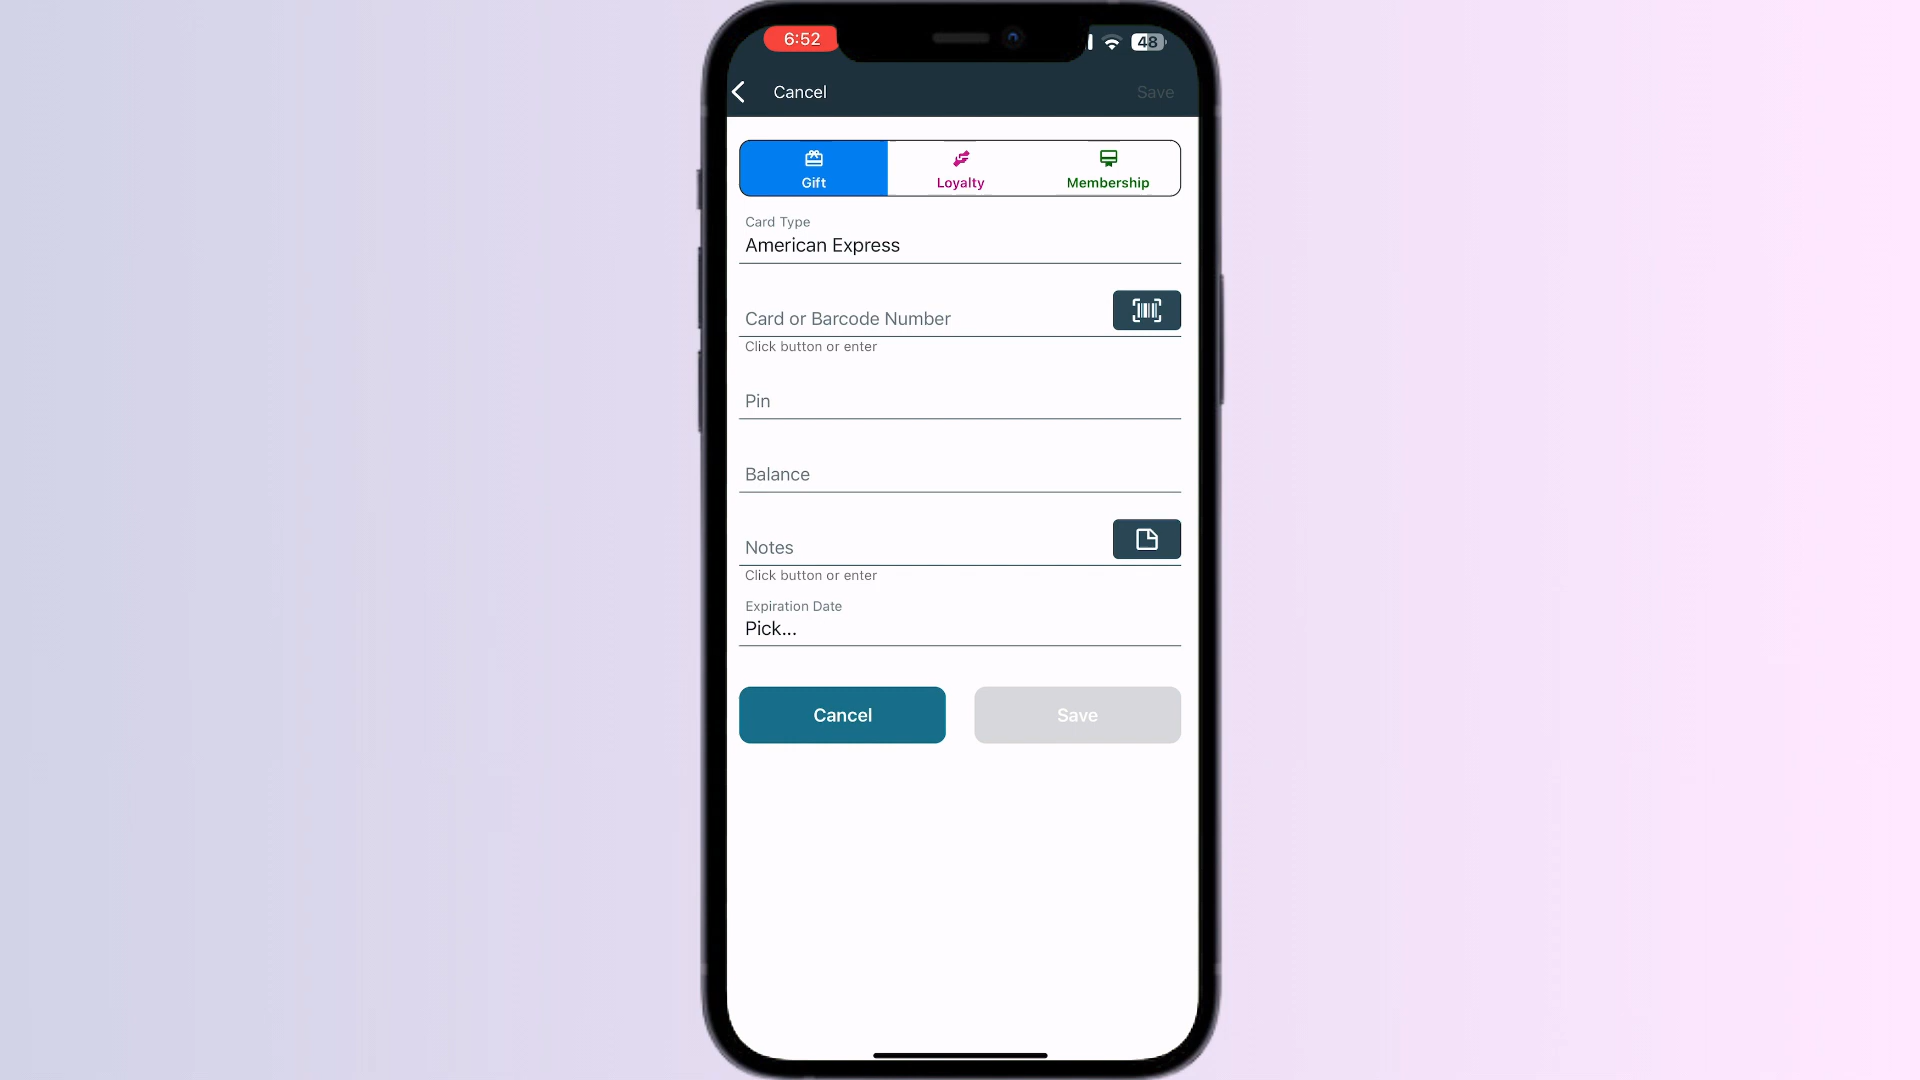 6:52
48
Cancel
Save
Gift
Loyalty
Membership
Card Type
American Express
Card or Barcode Number
Click button or enter
Pin
Balance
Notes
Click button or enter
Expiration Date
Pick...
Cancel
Save